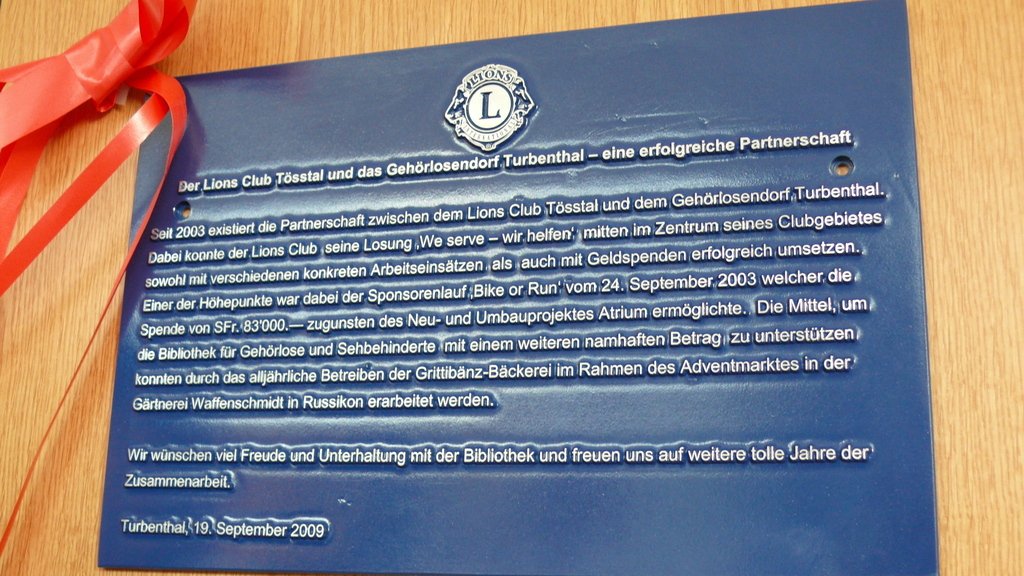 LIONS
L
Der Lions Club Tösstal und das Gehörlosendorf Turbenthal – eine erfolgreiche Partnerschaft
Seit 2003 existiert die Partnerschaft zwischen dem Lions Club Tösstal und dem Gehörlosendorf Turbenthal.
Dabei konnte der Lions Club seine Losung ‚We serve – wir helfen‘ mitten im Zentrum seines Clubgebietes
sowohl mit verschiedenen konkreten Arbeitseinsätzen als auch mit Geldspenden erfolgreich umsetzen.
Einer der Höhepunkte war dabei der Sponsorenlauf ‚Bike or Run‘ vom 24. September 2003 welcher die
Spende von SFr. 83'000.— zugunsten des Neu- und Umbauprojektes Atrium ermöglichte. Die Mittel, um
die Bibliothek für Gehörlose und Sehbehinderte mit einem weiteren namhaften Betrag zu unterstützen
konnten durch das alljährliche Betreiben der Grittibänz-Bäckerei im Rahmen des Adventmarktes in der
Gärtnerei Waffenschmidt in Russikon erarbeitet werden.
Wir wünschen viel Freude und Unterhaltung mit der Bibliothek und freuen uns auf weitere tolle Jahre der
Zusammenarbeit.
Turbenthal, 19. September 2009